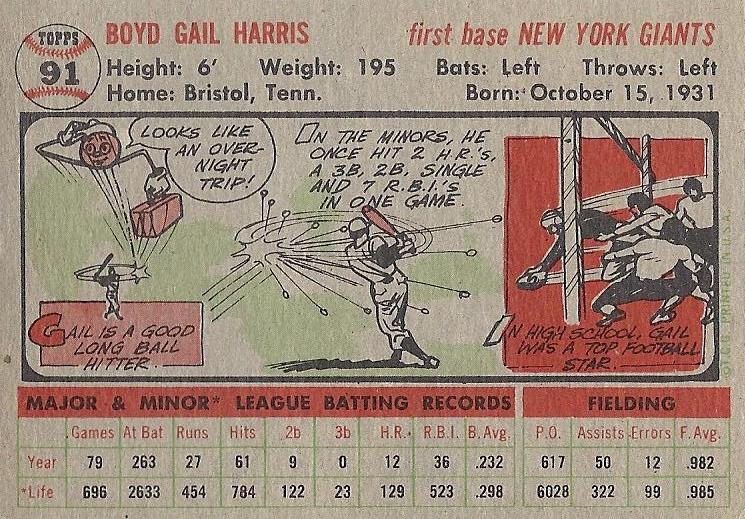 TOPPS
91
BOYD GAIL HARRIS first base NEW YORK GIANTS
Height: 6' Weight: 195 Bats: Left Throws: Left
Home: Bristol, Tenn. Born: October 15, 1931
LOOKS LIKE
AN OVER-
NIGHT
TRIP!
GAIL IS A GOOD
LONG BALL
HITTER.
IN THE MINORS, HE
ONCE HIT 2 H.R.'S,
A 3B, 2B, SINGLE
AND 7 R.B.I.'S
IN ONE GAME.
IN HIGH SCHOOL, GAIL
WAS A TOP FOOTBALL
STAR.
PRINTED IN U.S.A.
MAJOR & MINOR* LEAGUE BATTING RECORDS FIELDING
Games At Bat Runs Hits 2b 3b H.R. R.B.I. B. Avg. P.O. Assists Errors F. Avg.
Year 79 263 27 61 9 0 12 36 .232 617 50 12 .982
*Life 696 2633 454 784 122 23 129 523 .298 6028 322 99 .985